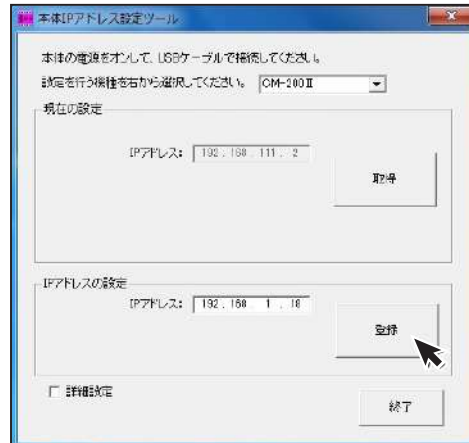 本体IPアドレス設定ツール
本体の電源をオンして、USBケーブルで接続してください。
設定を行う機種を右から選択してください。 CM-200Ⅱ
現在の設定
IPアドレス: 192 . 168 . 111 . 2
取得
IPアドレスの設定
IPアドレス: 192 . 168 . 1 . 18
登録
詳細設定
終了